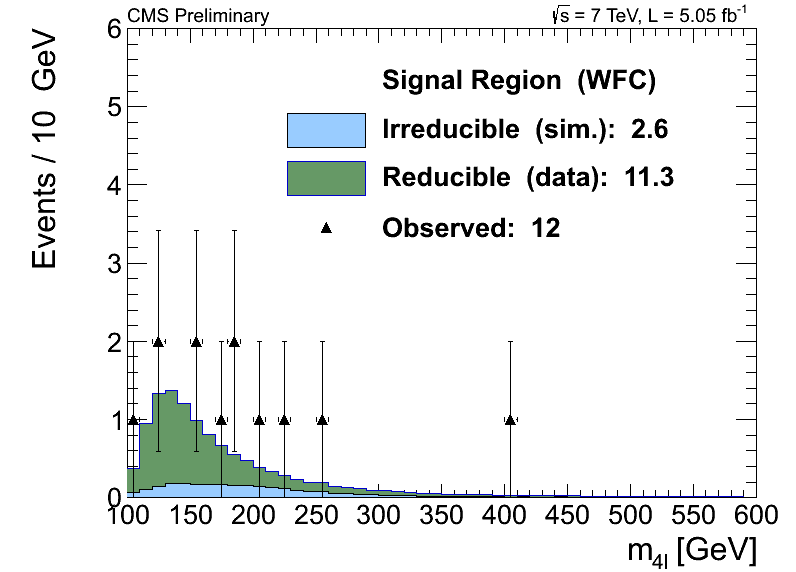 CMS Preliminary
√s = 7 TeV, L = 5.05 fb⁻¹
Events / 10 GeV
6
5
4
3
2
1
0
Signal Region (WFC)
Irreducible (sim.): 2.6
Reducible (data): 11.3
Observed: 12
100 150 200 250 300 350 400 450 500 550 600
m4l [GeV]